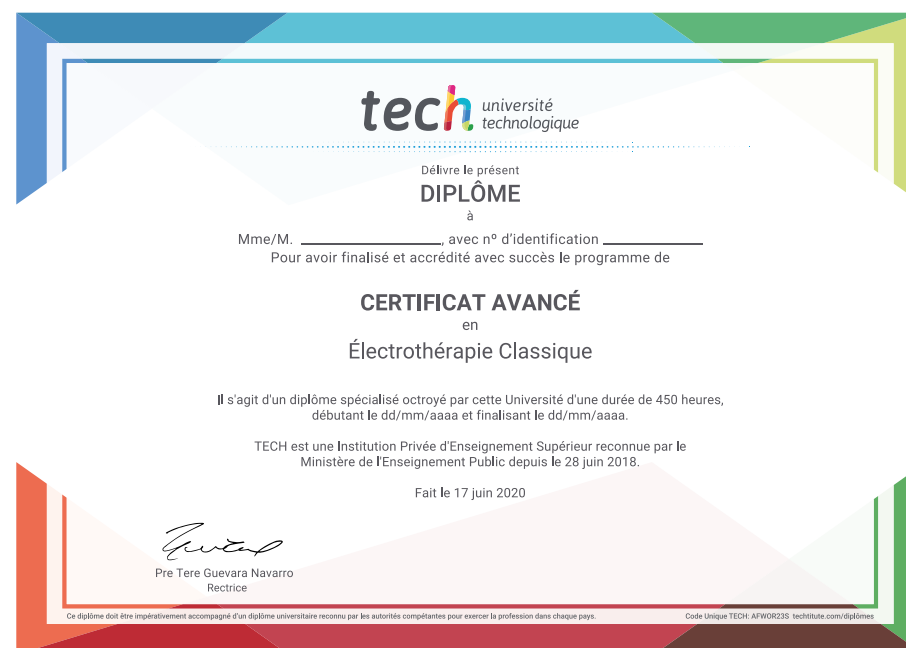 tech université
technologique
Délivre le présent
DIPLÔME
à
Mme/M. ____________________, avec nº d'identification ______________
Pour avoir finalisé et accrédité avec succès le programme de
CERTIFICAT AVANCÉ
en
Électrothérapie Classique
Il s'agit d'un diplôme spécialisé octroyé par cette Université d'une durée de 450 heures,
débutant le dd/mm/aaaa et finalisant le dd/mm/aaaa.
TECH est une Institution Privée d'Enseignement Supérieur reconnue par le
Ministère de l'Enseignement Public depuis le 28 juin 2018.
Fait le 17 juin 2020
Pre Tere Guevara Navarro
Rectrice
Ce diplôme doit être impérativement accompagné d'un diplôme universitaire reconnu par les autorités compétantes pour exercer la profession dans chaque pays.
Code Unique TECH: AFWOR23S techtitute.com/diplômes